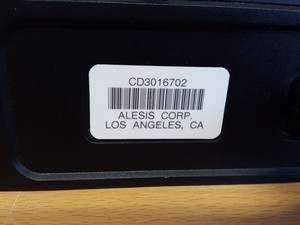 CD3016702
ALESIS CORP.
LOS ANGELES, CA